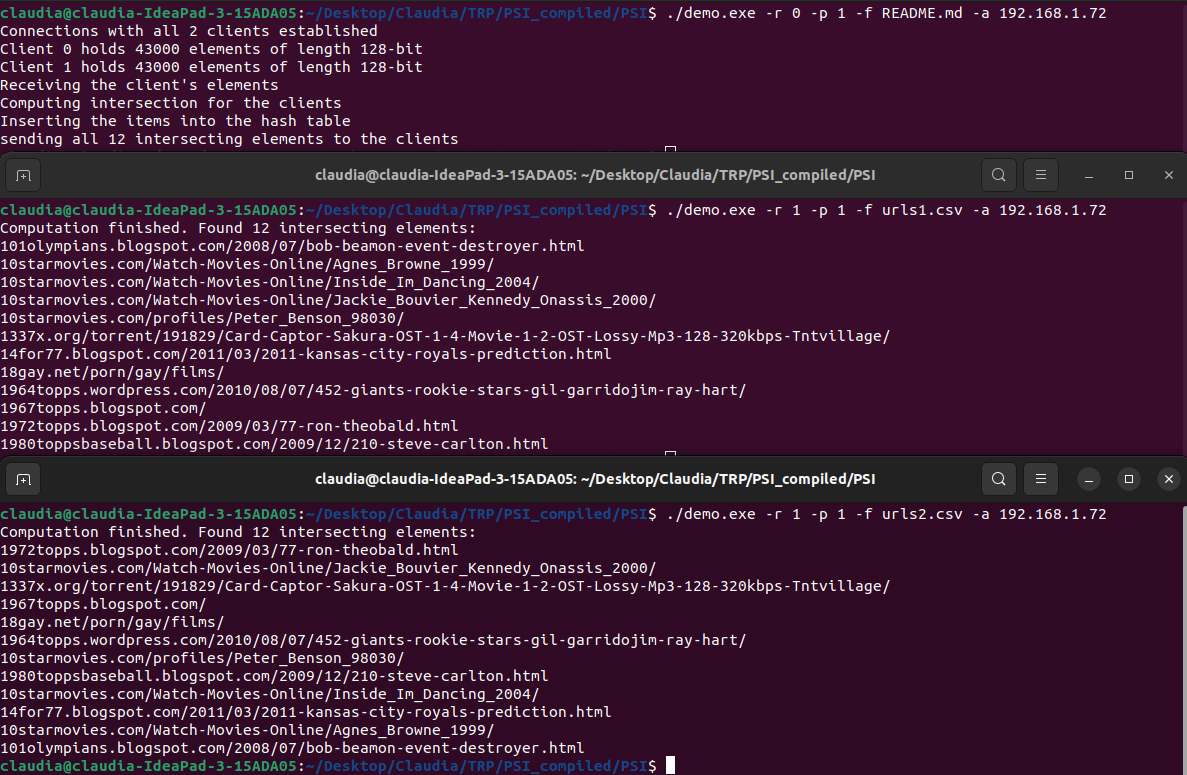 claudia@claudia-IdeaPad-3-15ADA05:~/Desktop/Claudia/TRP/PSI_compiled/PSI$ ./demo.exe -r 0 -p 1 -f README.md -a 192.168.1.72
Connections with all 2 clients established
Client 0 holds 43000 elements of length 128-bit
Client 1 holds 43000 elements of length 128-bit
Receiving the client's elements
Computing intersection for the clients
Inserting the items into the hash table
sending all 12 intersecting elements to the clients
claudia@claudia-IdeaPad-3-15ADA05: ~/Desktop/Claudia/TRP/PSI_compiled/PSI
claudia@claudia-IdeaPad-3-15ADA05:~/Desktop/Claudia/TRP/PSI_compiled/PSI$ ./demo.exe -r 1 -p 1 -f urls1.csv -a 192.168.1.72
Computation finished. Found 12 intersecting elements:
101olympians.blogspot.com/2008/07/bob-beamon-event-destroyer.html
10starmovies.com/Watch-Movies-Online/Agnes_Browne_1999/
10starmovies.com/Watch-Movies-Online/Inside_Im_Dancing_2004/
10starmovies.com/Watch-Movies-Online/Jackie_Bouvier_Kennedy_Onassis_2000/
10starmovies.com/profiles/Peter_Benson_98030/
1337x.org/torrent/191829/Card-Captor-Sakura-OST-1-4-Movie-1-2-OST-Lossy-Mp3-128-320kbps-Tntvillage/
14for77.blogspot.com/2011/03/2011-kansas-city-royals-prediction.html
18gay.net/porn/gay/films/
1964topps.wordpress.com/2010/08/07/452-giants-rookie-stars-gil-garridojim-ray-hart/
1967topps.blogspot.com/
1972topps.blogspot.com/2009/03/77-ron-theobald.html
1980toppsbaseball.blogspot.com/2009/12/210-steve-carlton.html
claudia@claudia-IdeaPad-3-15ADA05: ~/Desktop/Claudia/TRP/PSI_compiled/PSI
claudia@claudia-IdeaPad-3-15ADA05:~/Desktop/Claudia/TRP/PSI_compiled/PSI$ ./demo.exe -r 1 -p 1 -f urls2.csv -a 192.168.1.72
Computation finished. Found 12 intersecting elements:
1972topps.blogspot.com/2009/03/77-ron-theobald.html
10starmovies.com/Watch-Movies-Online/Jackie_Bouvier_Kennedy_Onassis_2000/
1337x.org/torrent/191829/Card-Captor-Sakura-OST-1-4-Movie-1-2-OST-Lossy-Mp3-128-320kbps-Tntvillage/
1967topps.blogspot.com/
18gay.net/porn/gay/films/
1964topps.wordpress.com/2010/08/07/452-giants-rookie-stars-gil-garridojim-ray-hart/
10starmovies.com/profiles/Peter_Benson_98030/
1980toppsbaseball.blogspot.com/2009/12/210-steve-carlton.html
10starmovies.com/Watch-Movies-Online/Inside_Im_Dancing_2004/
14for77.blogspot.com/2011/03/2011-kansas-city-royals-prediction.html
10starmovies.com/Watch-Movies-Online/Agnes_Browne_1999/
101olympians.blogspot.com/2008/07/bob-beamon-event-destroyer.html
claudia@claudia-IdeaPad-3-15ADA05:~/Desktop/Claudia/TRP/PSI_compiled/PSI$